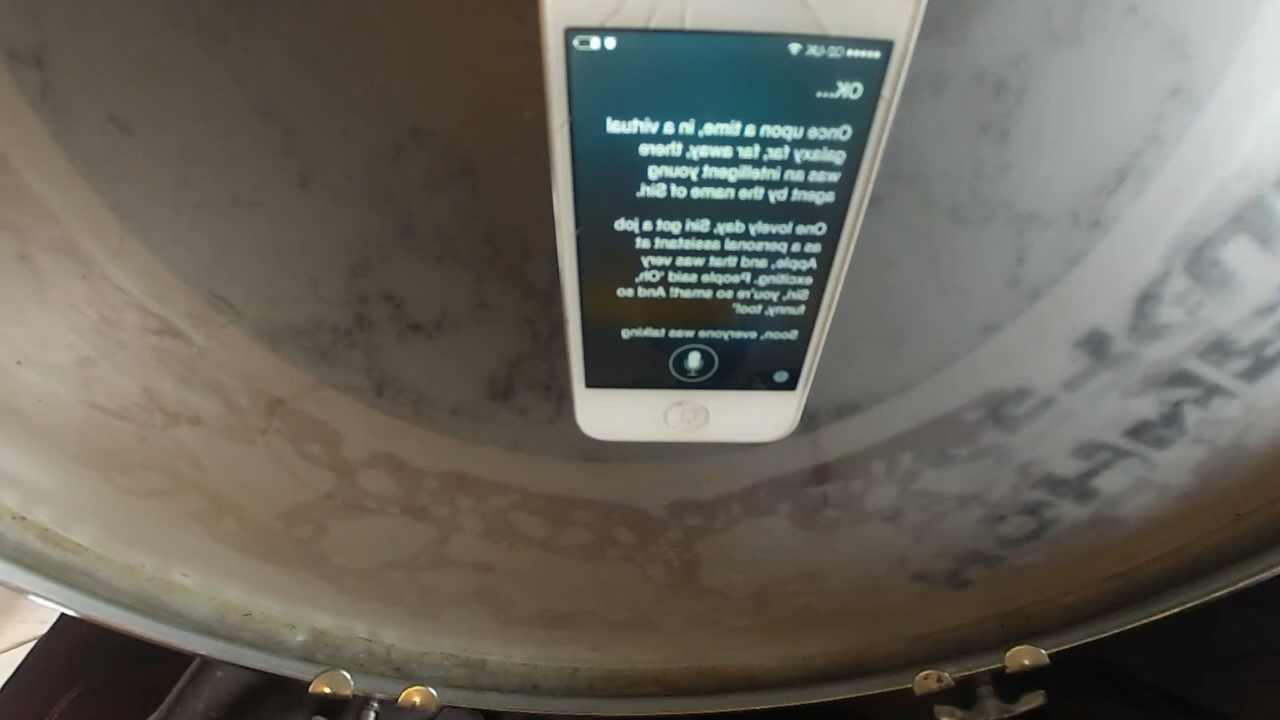 O2-UK
OK...
Once upon a time, in a virtual
galaxy far, far away, there
was an intelligent young
agent by the name of Siri.
One lovely day, Siri got a job
as a personal assistant at
Apple, and that was very
exciting. People said 'Oh,
Siri, you're so smart! And so
funny, too!'
Soon, everyone was talking